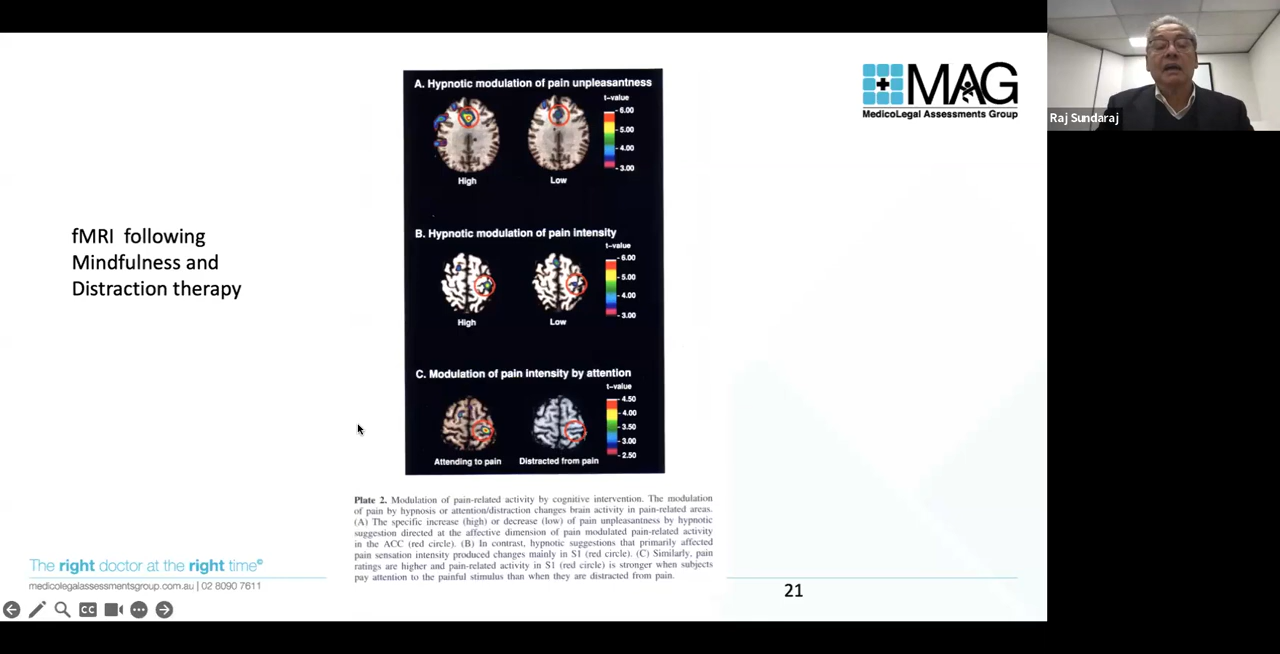 fMRI following
Mindfulness and
Distraction therapy
A. Hypnotic modulation of pain unpleasantness
t–value
6.00
5.00
4.00
3.00
High
Low
B. Hypnotic modulation of pain intensity
t–value
6.00
5.00
4.00
3.00
High
Low
C. Modulation of pain intensity by attention
t–value
4.50
4.00
3.50
3.00
2.50
Attending to pain
Distracted from pain
Plate 2. Modulation of pain-related activity by cognitive intervention. The modulation
of pain by hypnosis or attention/distraction changes brain activity in pain-related areas.
(A) The specific increase (high) or decrease (low) of pain unpleasantness by hypnotic
suggestion directed at the affective dimension of pain modulated pain-related activity
in the ACC (red circle). (B) In contrast, hypnotic suggestions that primarily affected
pain sensation intensity produced changes mainly in S1 (red circle). (C) Similarly, pain
ratings are higher and pain-related activity in S1 (red circle) is stronger when subjects
pay attention to the painful stimulus than when they are distracted from pain.
MAG
MedicoLegal Assessments Group
Raj Sundaraj
The right doctor at the right time©
medicolegalassessmentsgroup.com.au | 02 8090 7611
21
CC